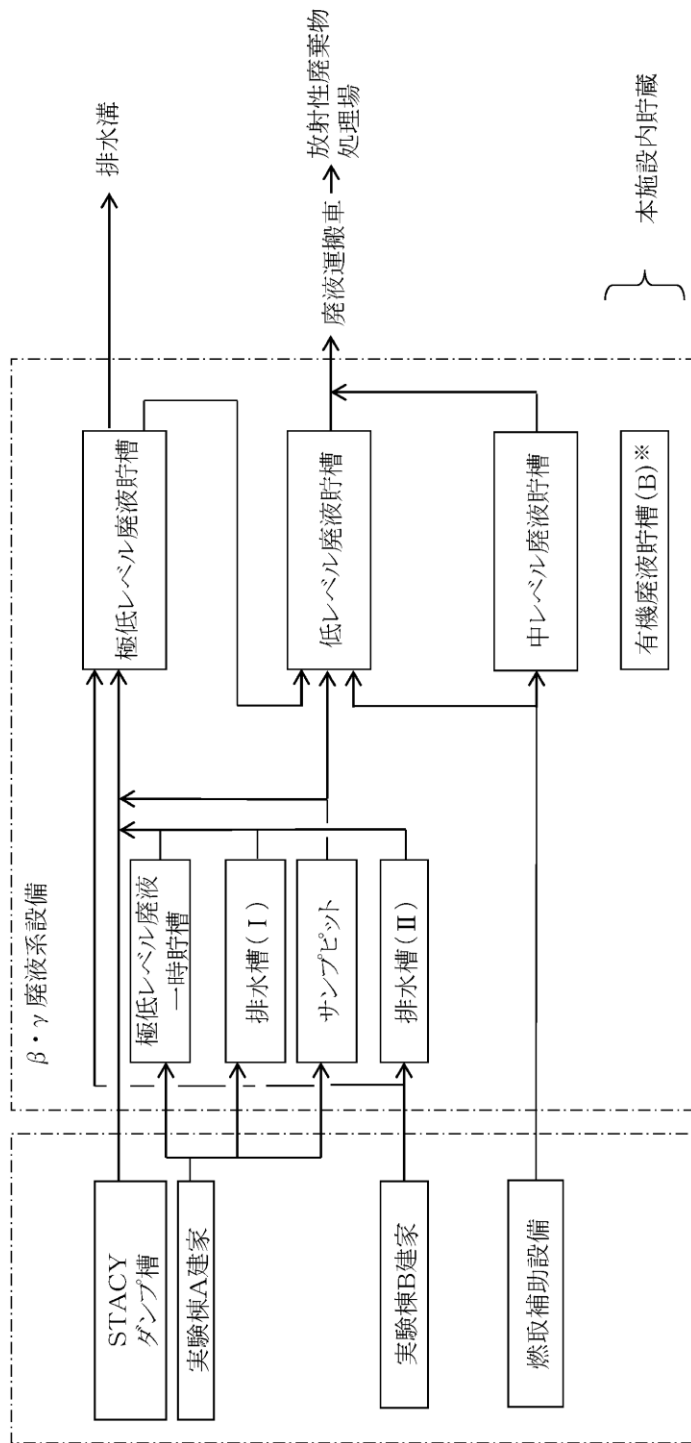 β・γ廃液系設備
STACY
ダンプ槽
実験棟A建家
実験棟B建家
燃取補助設備
極低レベル廃液
一時貯槽
排水槽(Ⅰ)
サンプピット
排水槽(Ⅱ)
極低レベル廃液貯槽
低レベル廃液貯槽
中レベル廃液貯槽
有機廃液貯槽(B)※
排水溝
廃液運搬車
放射性廃棄物
処理場
本施設内貯蔵